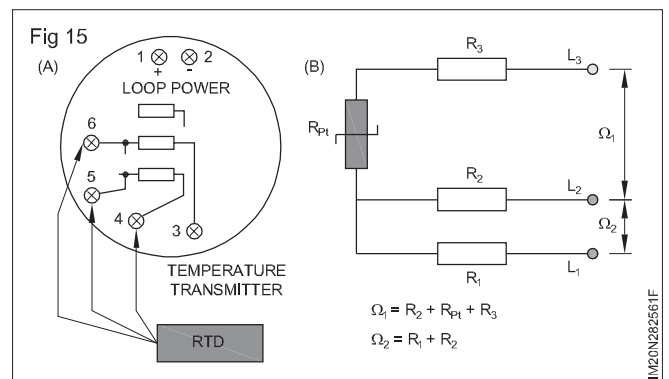 Fig 15
(A)
1 + 2 -
LOOP POWER
6
5
4
3
TEMPERATURE
TRANSMITTER
RTD
(B)
R3
L3
RPt
Ω1
R2
L2
Ω2
R1
L1
Ω1 = R2 + RPt + R3
Ω2 = R1 + R2
IM20N282561F